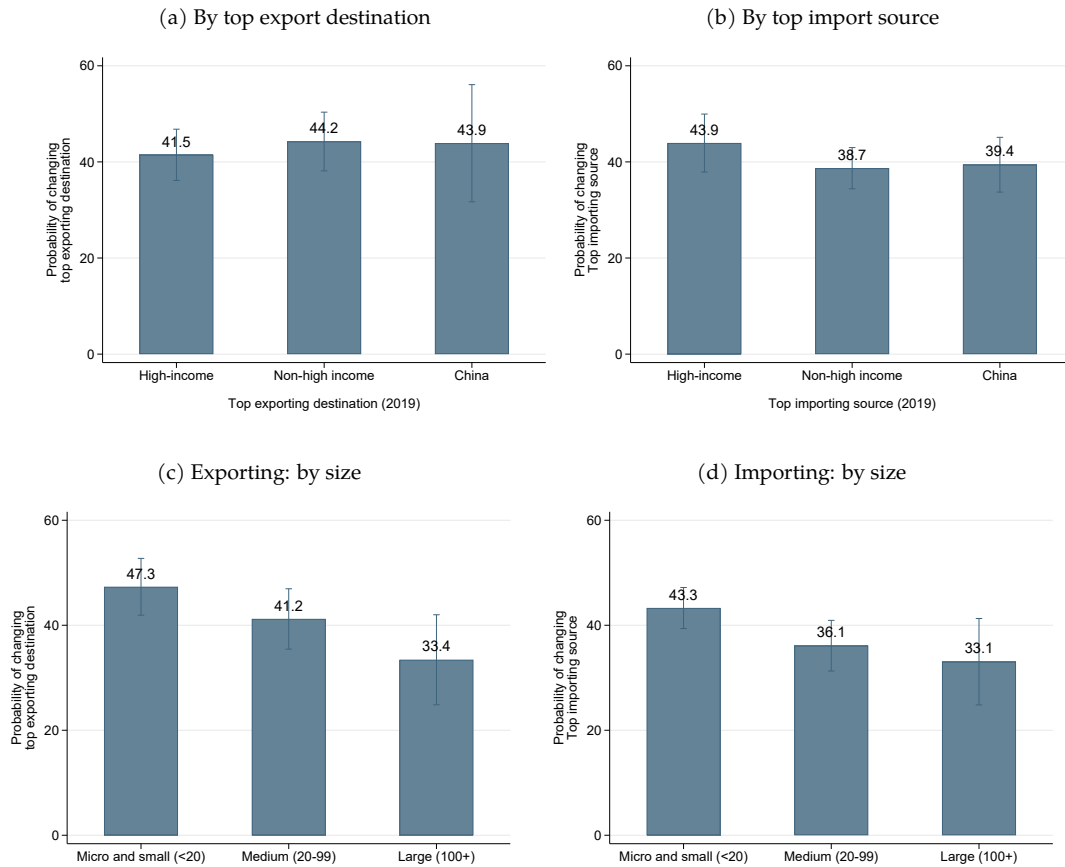 (a) By top export destination
Probability of changing
top exporting destination
60
40
20
0
41.5
44.2
43.9
High-income
Non-high income
China
Top exporting destination (2019)
(b) By top import source
Probability of changing
Top importing source
60
40
20
0
43.9
38.7
39.4
High-income
Non-high income
China
Top importing source (2019)
(c) Exporting: by size
Probability of changing
top exporting destination
60
40
20
0
47.3
41.2
33.4
Micro and small (<20)
Medium (20-99)
Large (100+)
(d) Importing: by size
Probability of changing
Top importing source
60
40
20
0
43.3
36.1
33.1
Micro and small (<20)
Medium (20-99)
Large (100+)